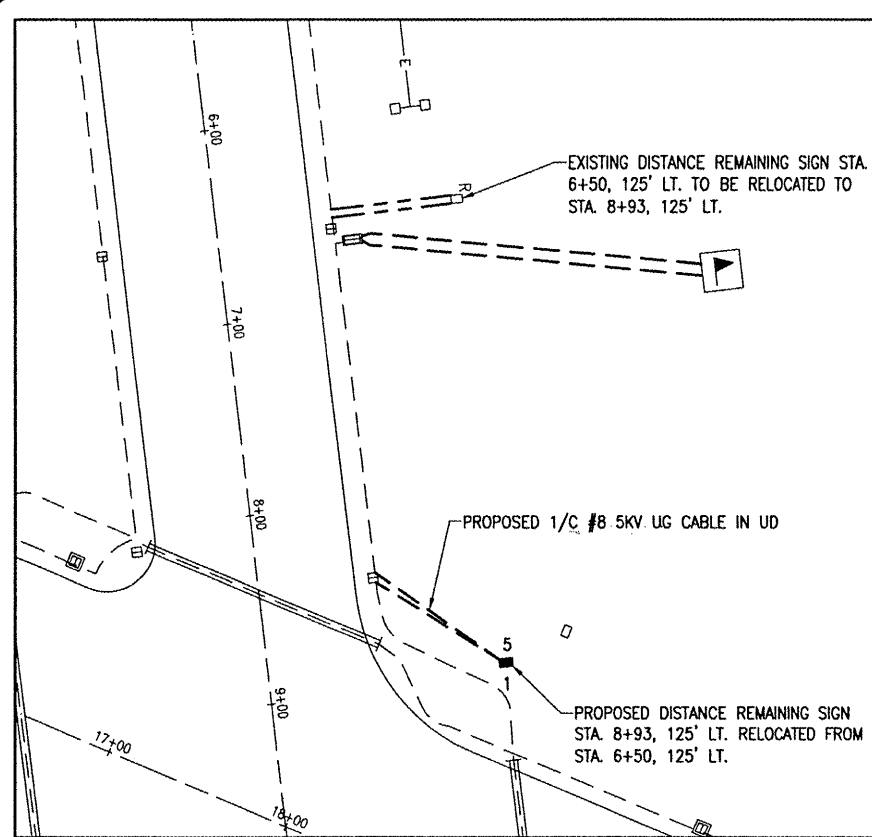 E
6+00
R
EXISTING DISTANCE REMAINING SIGN STA.
6+50, 125' LT. TO BE RELOCATED TO
STA. 8+93, 125' LT.
7+00
8+00
PROPOSED 1/C #8 5KV UG CABLE IN UD
5
1
9+00
PROPOSED DISTANCE REMAINING SIGN
STA. 8+93, 125' LT. RELOCATED FROM
STA. 6+50, 125' LT.
17+00
18+00